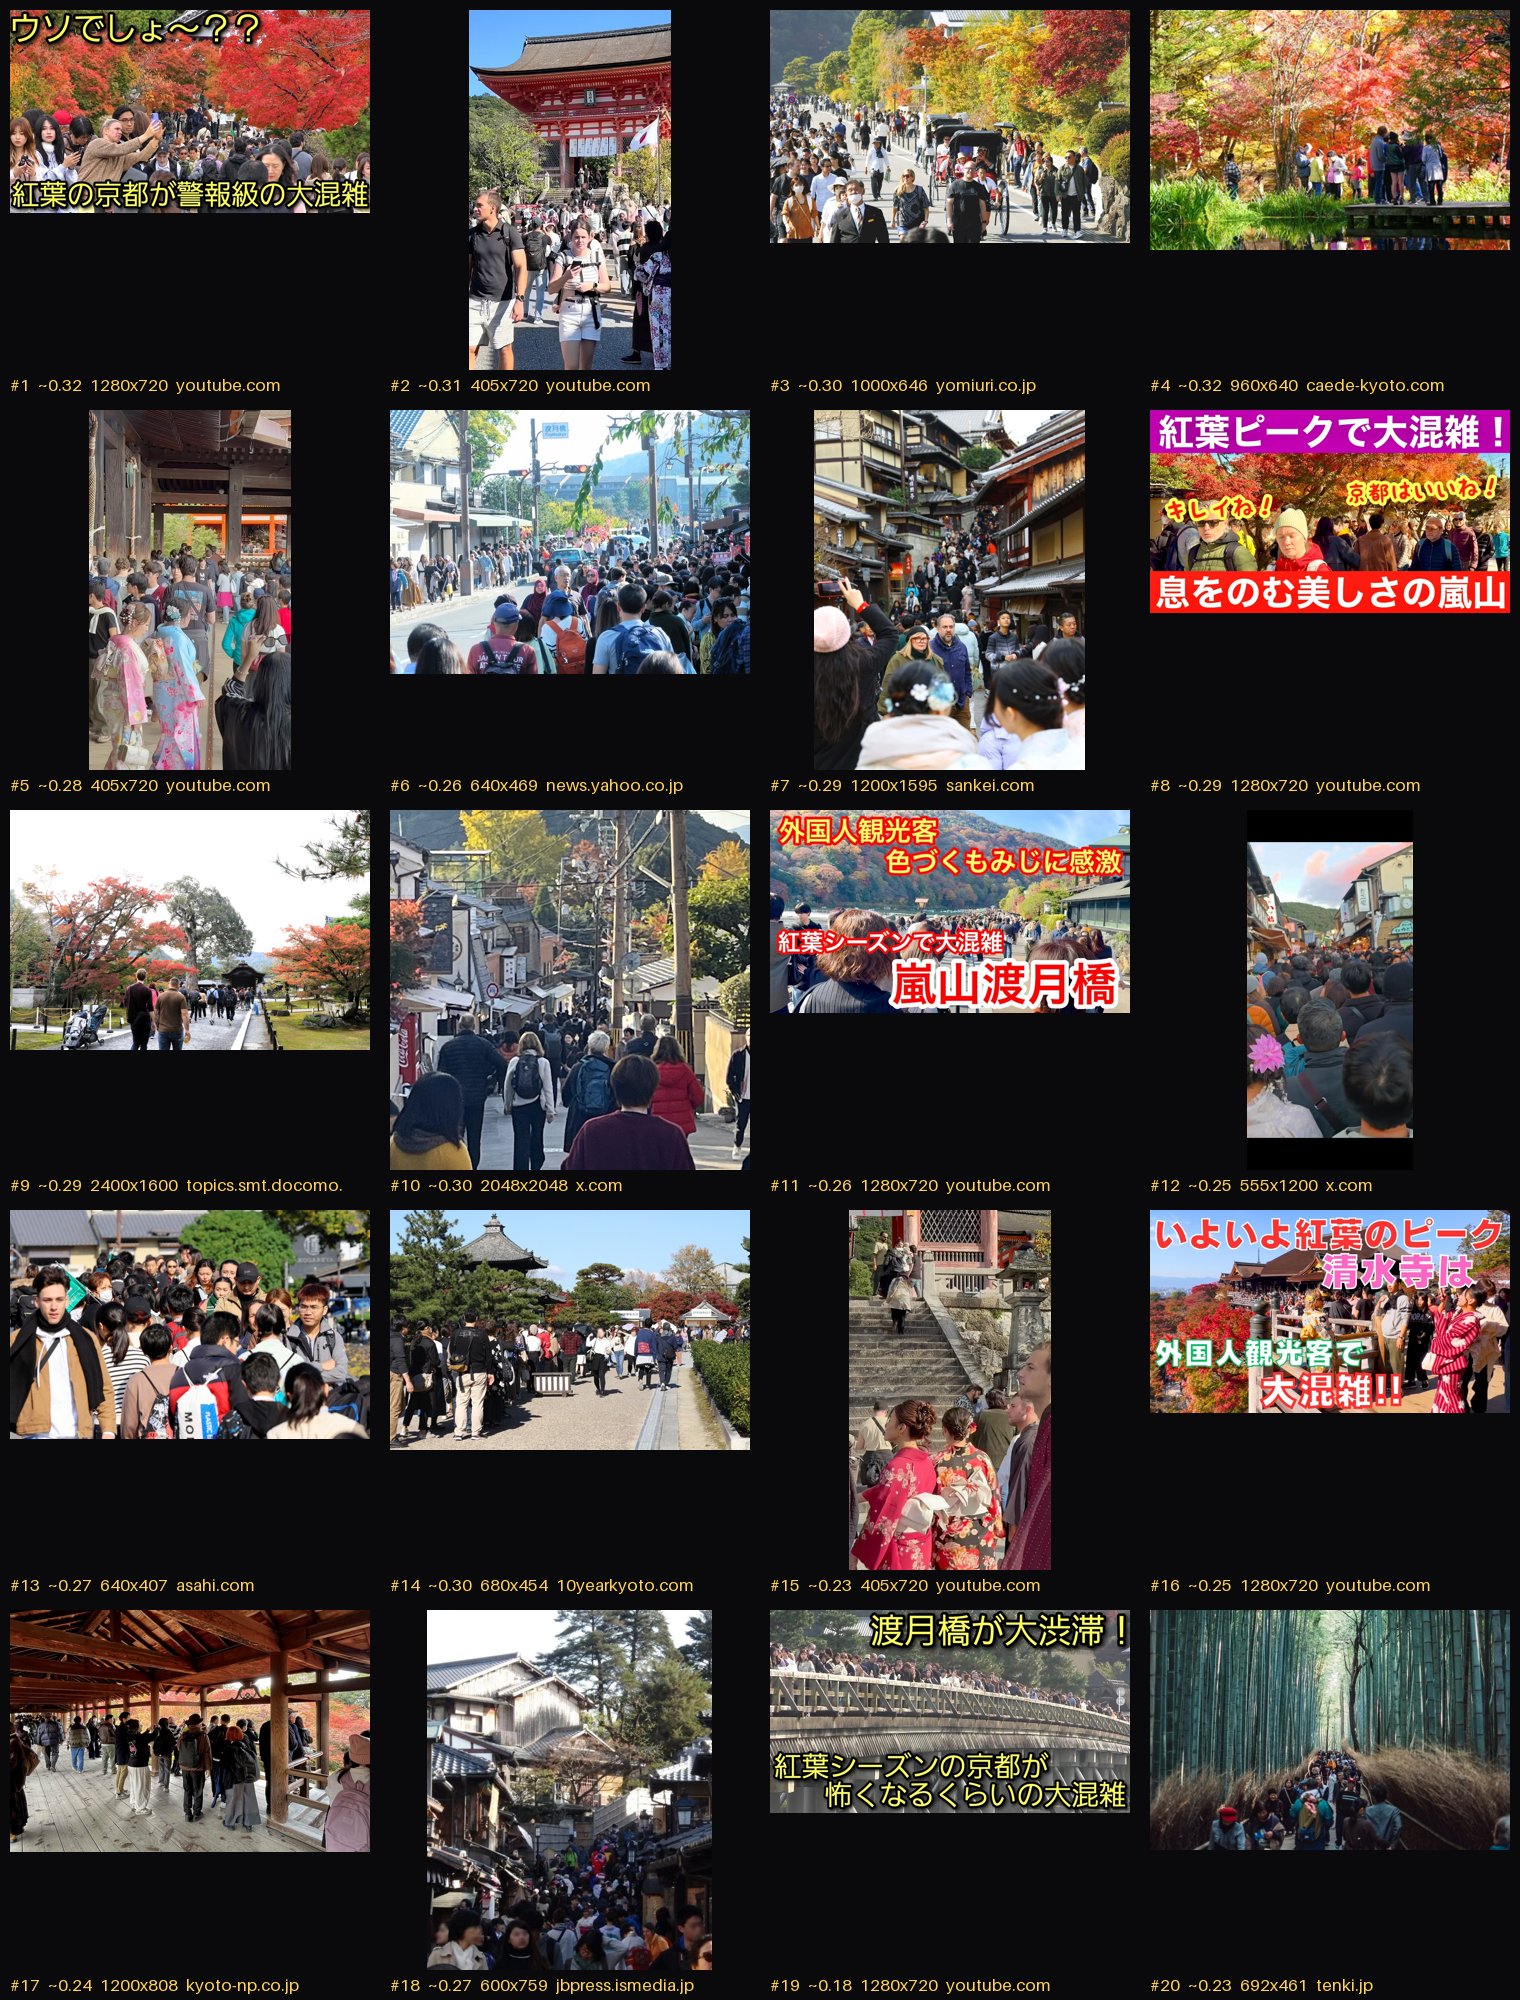 ウソでしょ～？？
紅葉の京都が警報級の大混雑
#1 ~0.32 1280x720 youtube.com
#2 ~0.31 405x720 youtube.com
#3 ~0.30 1000x646 yomiuri.co.jp
#4 ~0.32 960x640 caede-kyoto.com
渡月橋
紅葉ピークで大混雑！
キレイね！
京都はいいね！
息をのむ美しさの嵐山
#5 ~0.28 405x720 youtube.com
#6 ~0.26 640x469 news.yahoo.co.jp
#7 ~0.29 1200x1595 sankei.com
#8 ~0.29 1280x720 youtube.com
Coca-Cola
外国人観光客
色づくもみじに感激
紅葉シーズンで大混雑
嵐山渡月橋
#9 ~0.29 2400x1600 topics.smt.docomo.
#10 ~0.30 2048x2048 x.com
#11 ~0.26 1280x720 youtube.com
#12 ~0.25 555x1200 x.com
いよいよ紅葉のピーク
清水寺は
外国人観光客で
大混雑!!
#13 ~0.27 640x407 asahi.com
#14 ~0.30 680x454 10yearkyoto.com
#15 ~0.23 405x720 youtube.com
#16 ~0.25 1280x720 youtube.com
渡月橋が大渋滞！
紅葉シーズンの京都が
怖くなるくらいの大混雑
#17 ~0.24 1200x808 kyoto-np.co.jp
#18 ~0.27 600x759 jbpress.ismedia.jp
#19 ~0.18 1280x720 youtube.com
#20 ~0.23 692x461 tenki.jp